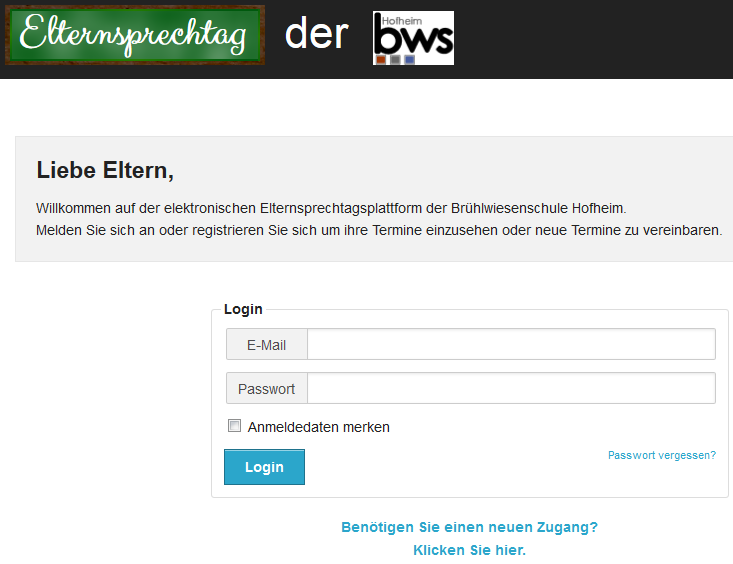 Elternsprechtag der Hofheim bws
Liebe Eltern,
Willkommen auf der elektronischen Elternsprechtagsplattform der Brühlwiesenschule Hofheim.
Melden Sie sich an oder registrieren Sie sich um ihre Termine einzusehen oder neue Termine zu vereinbaren.
Login
E-Mail
Passwort
Anmeldedaten merken
Login
Passwort vergessen?
Benötigen Sie einen neuen Zugang?
Klicken Sie hier.